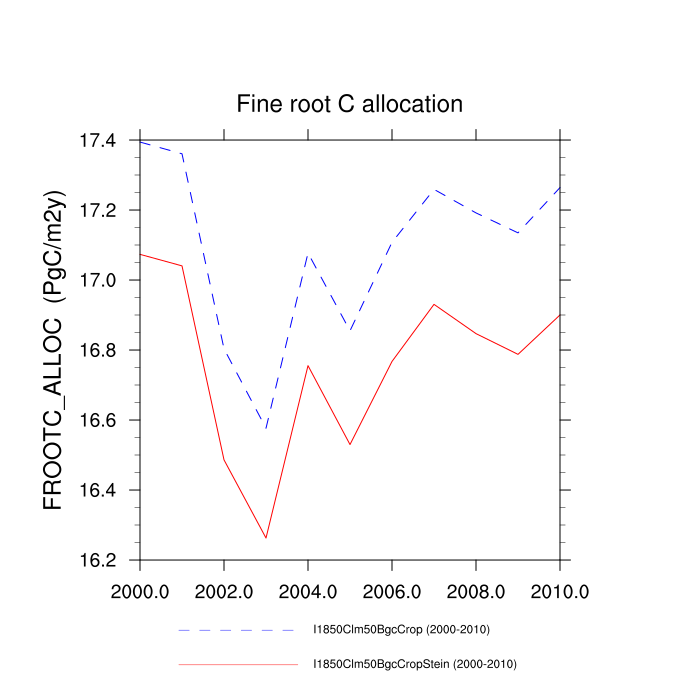 Fine root C allocation
FROOTC_ALLOC (PgC/m2y)
17.4
17.2
17.0
16.8
16.6
16.4
16.2
2000.0 2002.0 2004.0 2006.0 2008.0 2010.0
I1850Clm50BgcCrop (2000-2010)
I1850Clm50BgcCropStein (2000-2010)